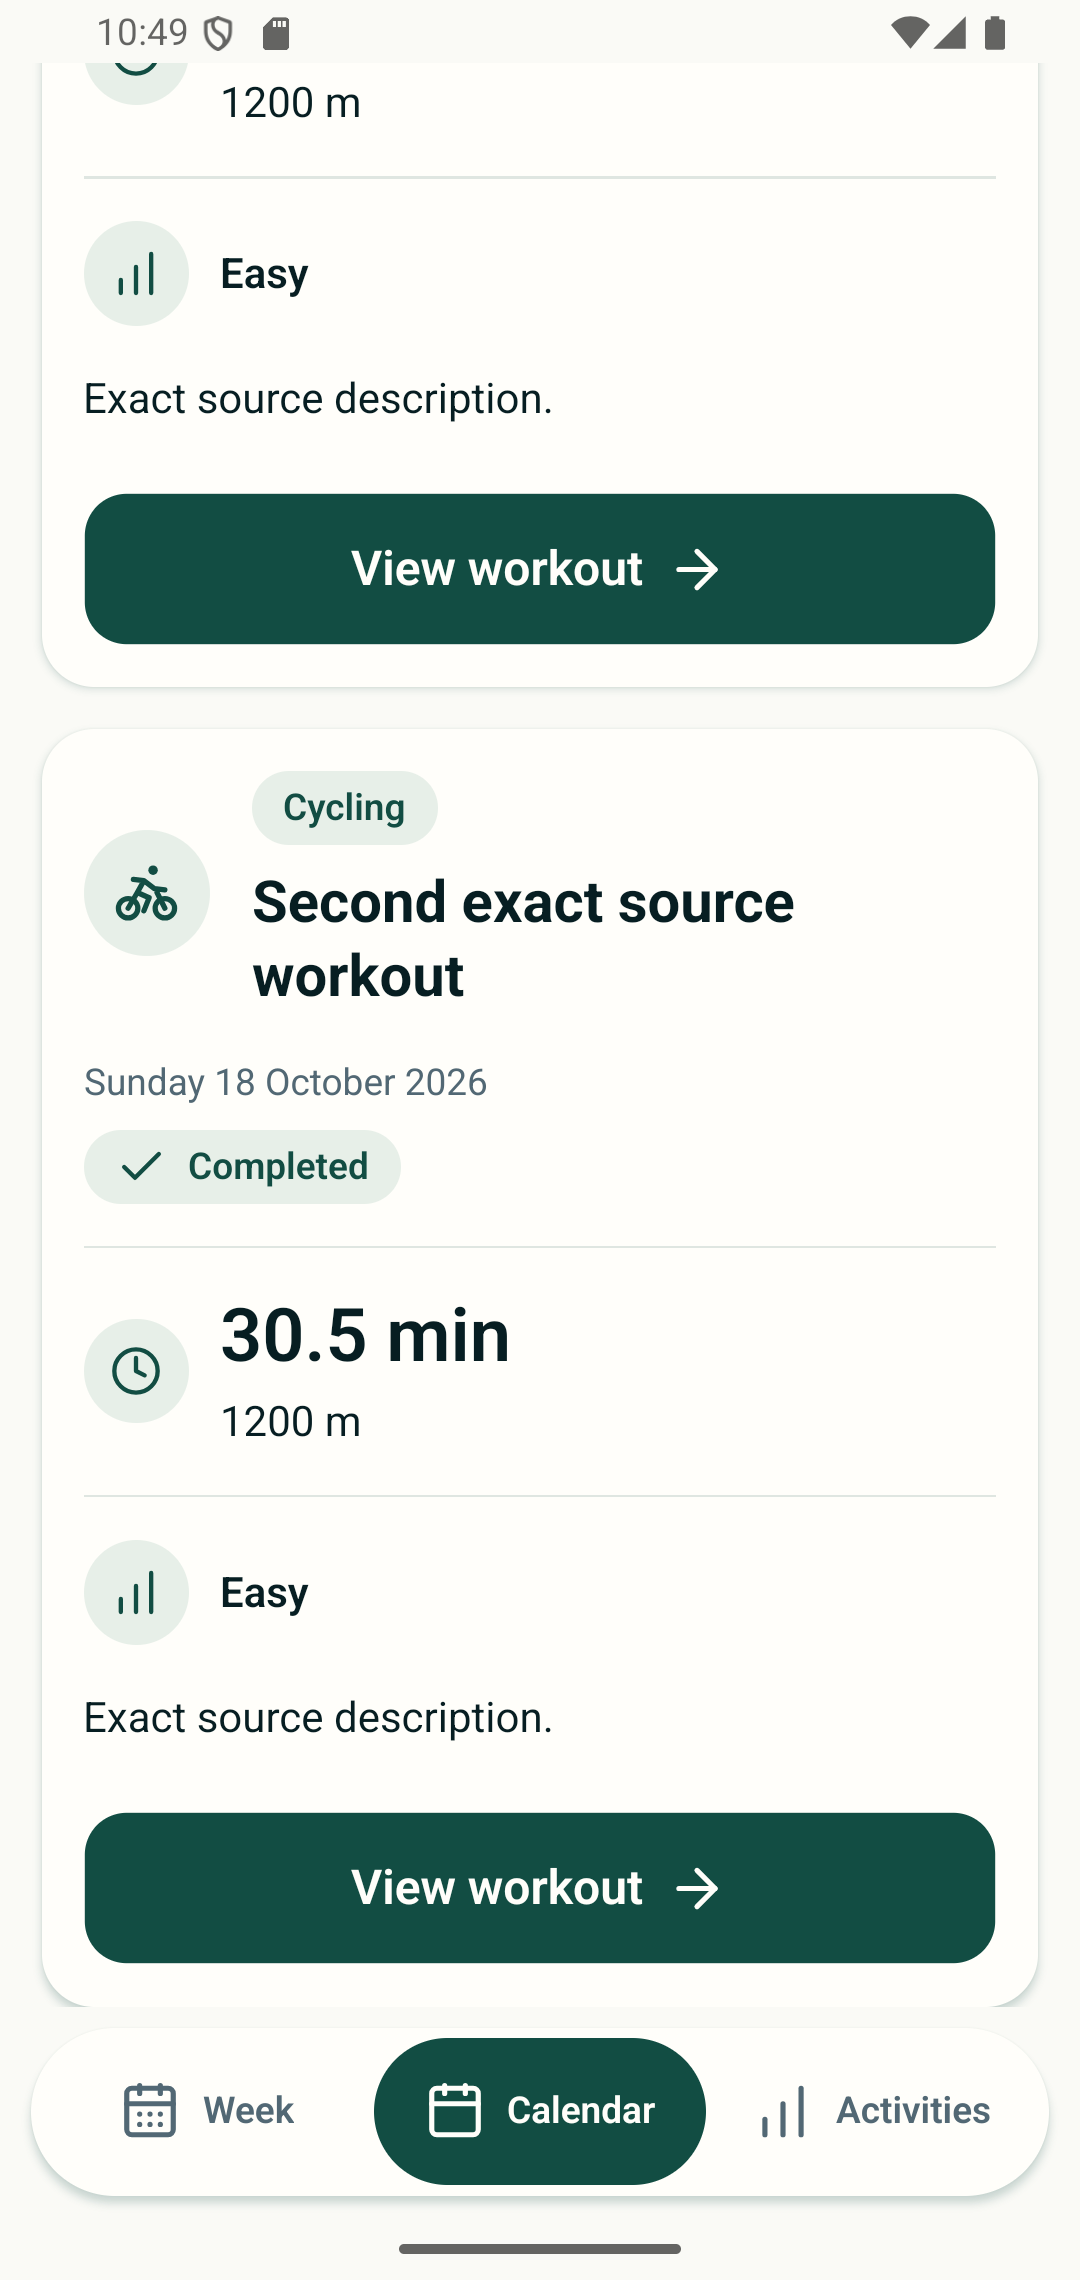 10:49
1200 m
Easy
Exact source description.
View workout
Cycling
Second exact source
workout
Sunday 18 October 2026
Completed
30.5 min
1200 m
Easy
Exact source description.
View workout
Week
Calendar
Activities